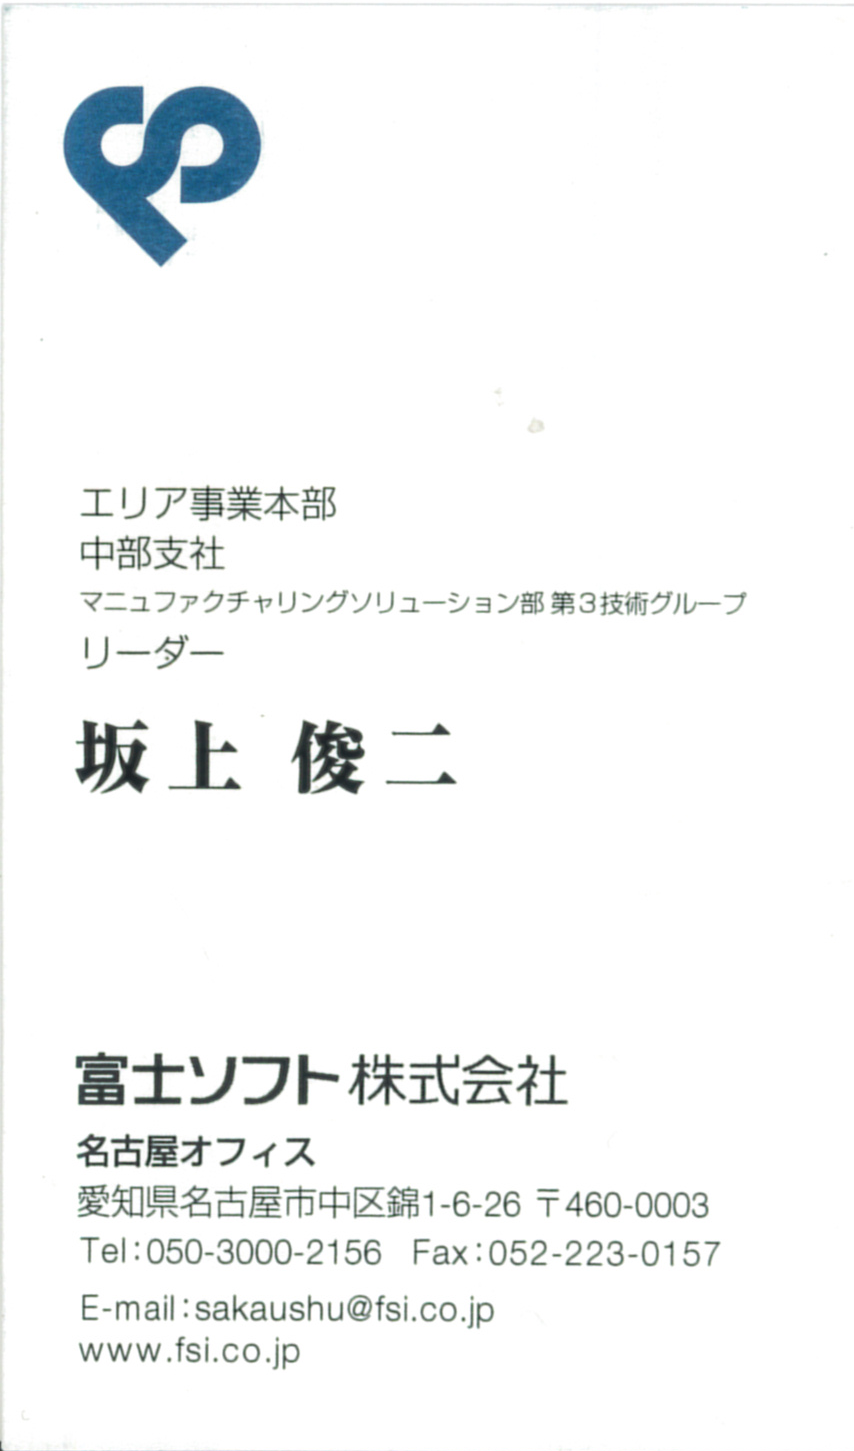 エリア事業本部
中部支社
マニュファクチャリングソリューション部 第3技術グループ
リーダー
坂上 俊二
富士ソフト株式会社
名古屋オフィス
愛知県名古屋市中区錦1-6-26 〒460-0003
Tel:050-3000-2156 Fax:052-223-0157
E-mail:sakaushu@fsi.co.jp
www.fsi.co.jp